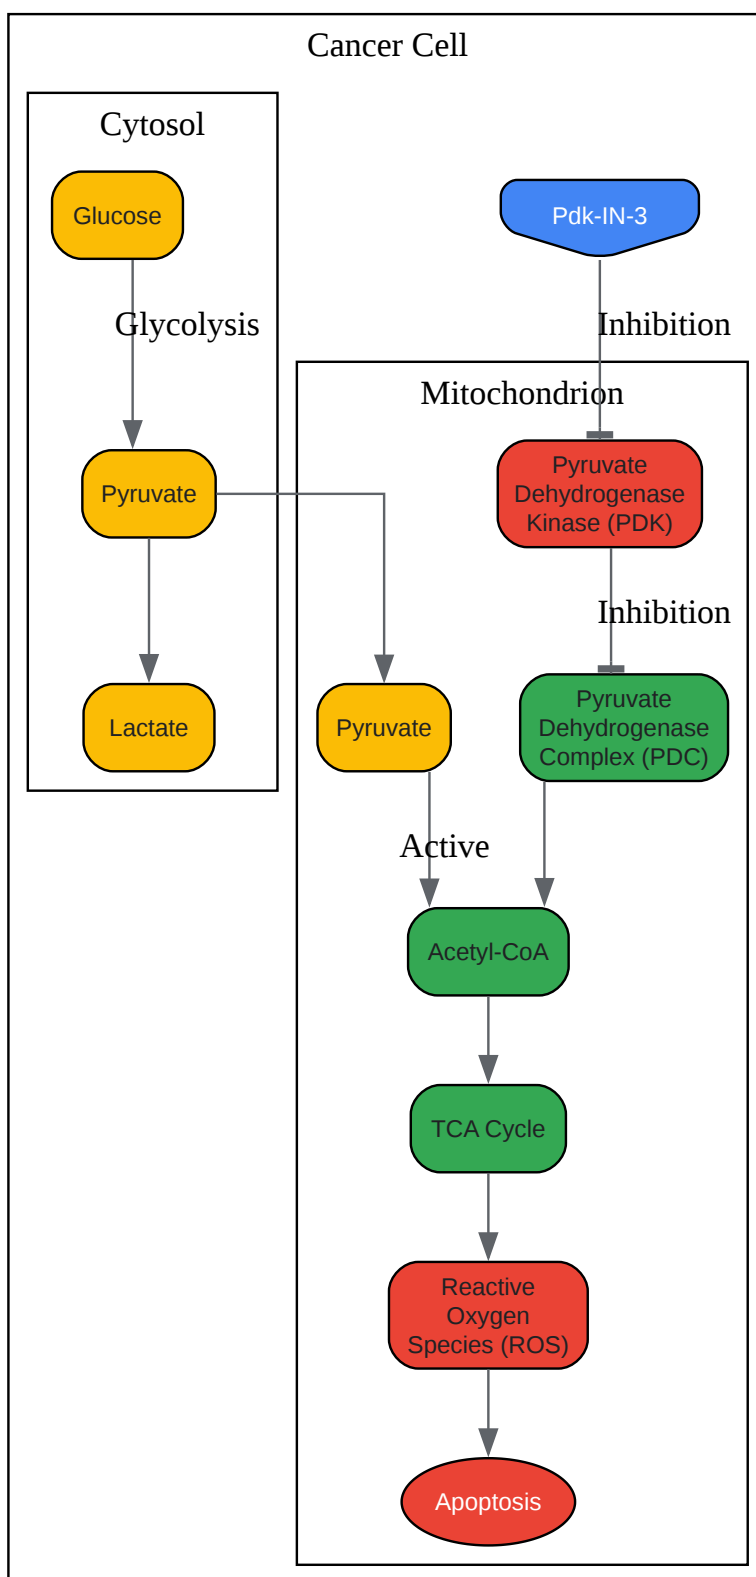 Cancer Cell
Cytosol
Glucose
Pdk-IN-3
Glycolysis
Inhibition
Mitochondrion
Pyruvate
Pyruvate
Dehydrogenase
Kinase (PDK)
Inhibition
Lactate
Pyruvate
Pyruvate
Dehydrogenase
Complex (PDC)
Active
Acetyl-CoA
TCA Cycle
Reactive
Oxygen
Species (ROS)
Apoptosis